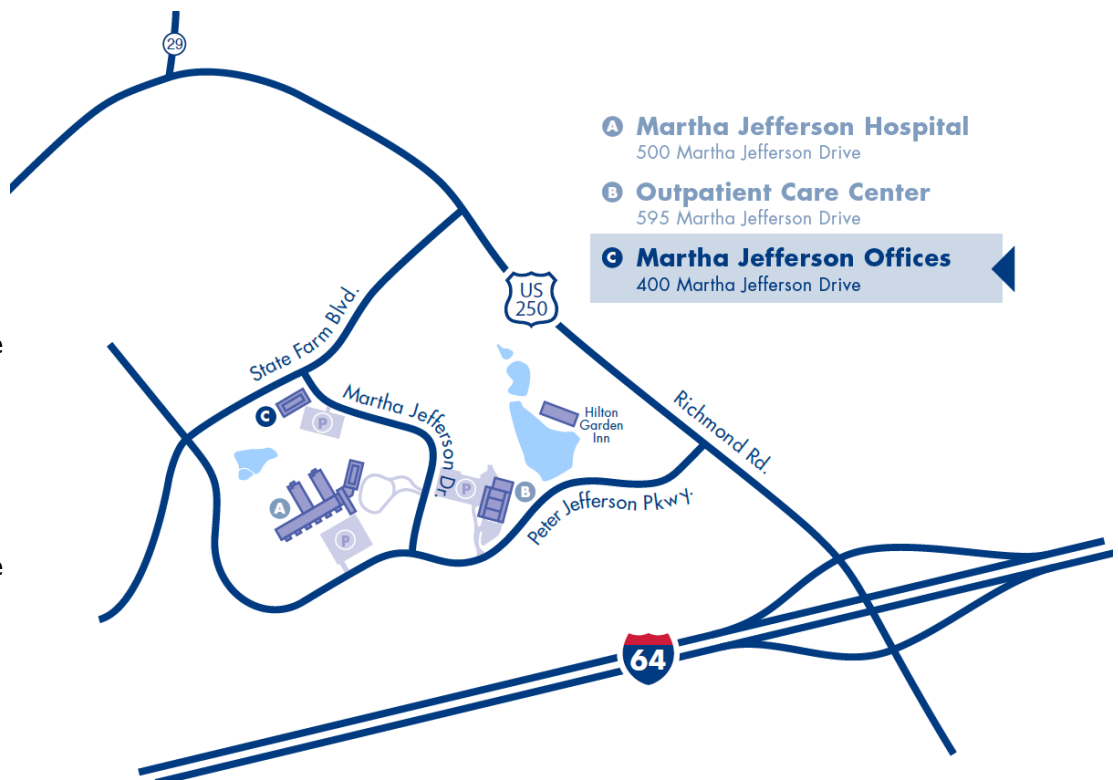 29
A Martha Jefferson Hospital
500 Martha Jefferson Drive
B Outpatient Care Center
595 Martha Jefferson Drive
C Martha Jefferson Offices
400 Martha Jefferson Drive
US
250
State Farm Blvd.
e
Martha Jefferson Dr.
C
P
Hilton
Garden
Inn
Richmond Rd.
A
P
P
B
Peter Jefferson Pkwy.
e
64